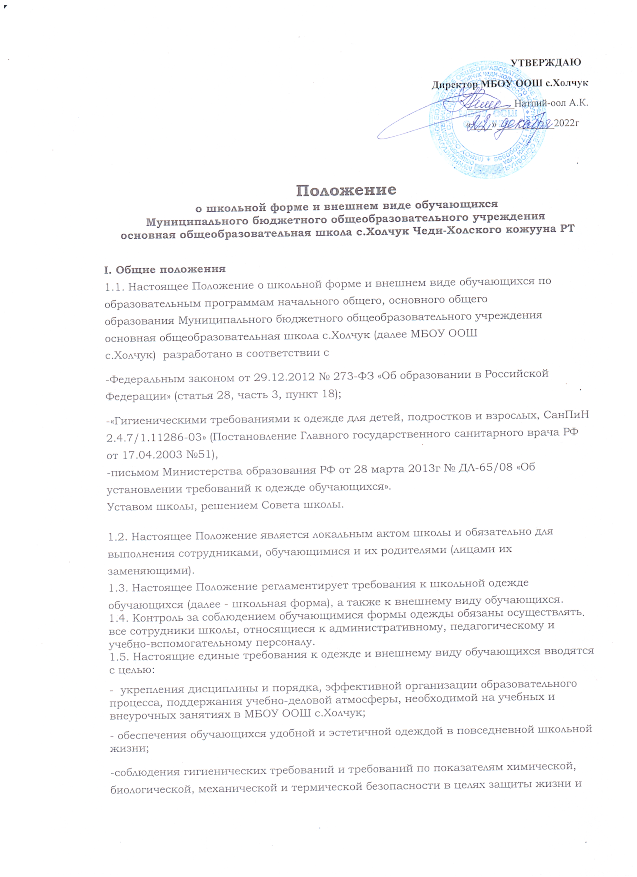 УТВЕРЖДАЮ
Директор МБОУ ООШ с.Холчук
Наный-оол А.К.
«22» декабря 2022г
Положение
о школьной форме и внешнем виде обучающихся
Муниципального бюджетного общеобразовательного учреждения
основная общеобразовательная школа с.Холчук Чеди-Холского кожууна РТ
I. Общие положения
1.1. Настоящее Положение о школьной форме и внешнем виде обучающихся по
образовательным программам начального общего, основного общего
образования Муниципального бюджетного общеобразовательного учреждения
основная общеобразовательная школа с.Холчук (далее МБОУ ООШ
с.Холчук) разработано в соответствии с
-Федеральным законом от 29.12.2012 № 273-ФЗ «Об образовании в Российской
Федерации» (статья 28, часть 3, пункт 18);
-«Гигиеническими требованиями к одежде для детей, подростков и взрослых, СанПиН
2.4.7/1.11286-03» (Постановление Главного государственного санитарного врача РФ
от 17.04.2003 №51),
-письмом Министерства образования РФ от 28 марта 2013г № ДЛ-65/08 «Об
установлении требований к одежде обучающихся».
Уставом школы, решением Совета школы.
1.2. Настоящее Положение является локальным актом школы и обязательно для
выполнения сотрудниками, обучающимися и их родителями (лицами их
заменяющими).
1.3. Настоящее Положение регламентирует требования к школьной одежде
обучающихся (далее - школьная форма), а также к внешнему виду обучающихся.
1.4. Контроль за соблюдением обучающимися формы одежды обязаны осуществлять
все сотрудники школы, относящиеся к административному, педагогическому и
учебно-вспомогательному персоналу.
1.5. Настоящие единые требования к одежде и внешнему виду обучающихся вводятся
с целью:
- укрепления дисциплины и порядка, эффективной организации образовательного
процесса, поддержания учебно-деловой атмосферы, необходимой на учебных и
внеурочных занятиях в МБОУ ООШ с.Холчук;
- обеспечения обучающихся удобной и эстетичной одеждой в повседневной школьной
жизни;
-соблюдения гигиенических требований и требований по показателям химической,
биологической, механической и термической безопасности в целях защиты жизни и